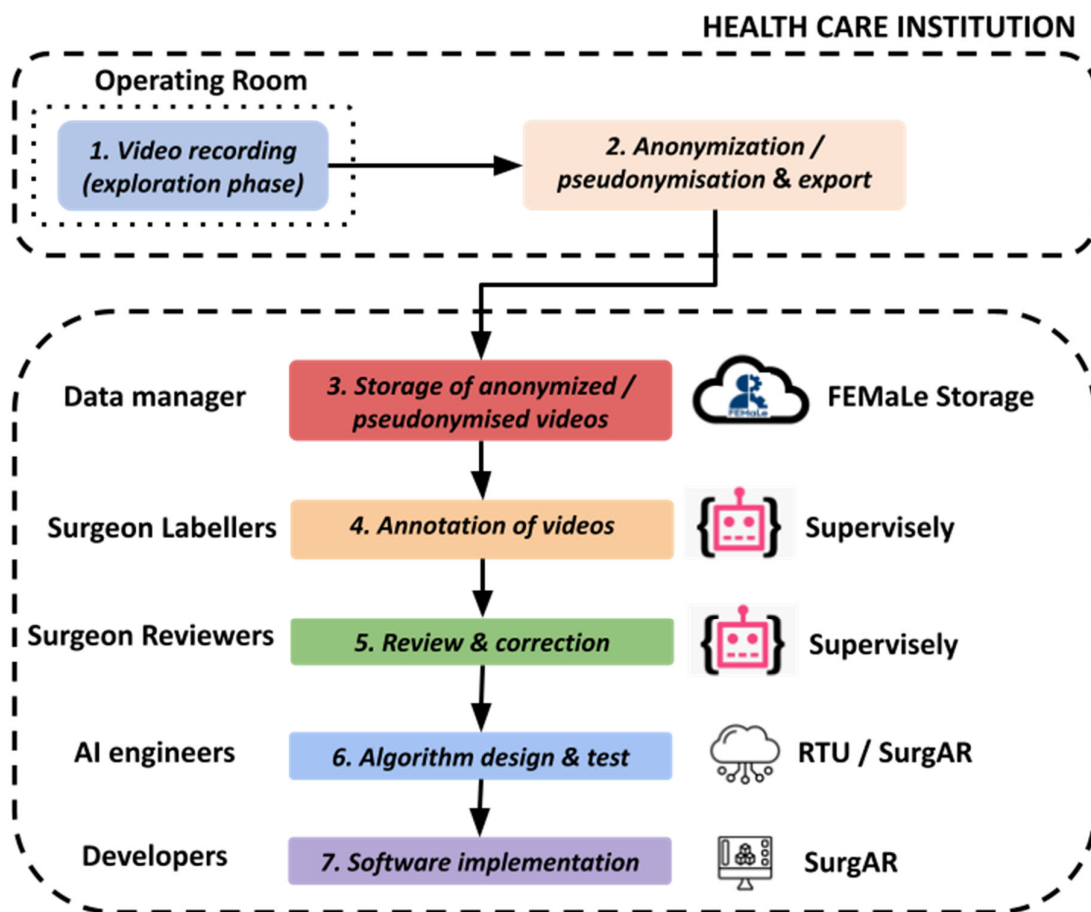 HEALTH CARE INSTITUTION
Operating Room
1. Video recording
(exploration phase)
2. Anonymization /
pseudonymisation & export
Data manager
3. Storage of anonymized /
pseudonymised videos
FEMaLe
FEMaLe Storage
Surgeon Labellers
4. Annotation of videos
Supervisely
Surgeon Reviewers
5. Review & correction
Supervisely
AI engineers
6. Algorithm design & test
RTU / SurgAR
Developers
7. Software implementation
SurgAR